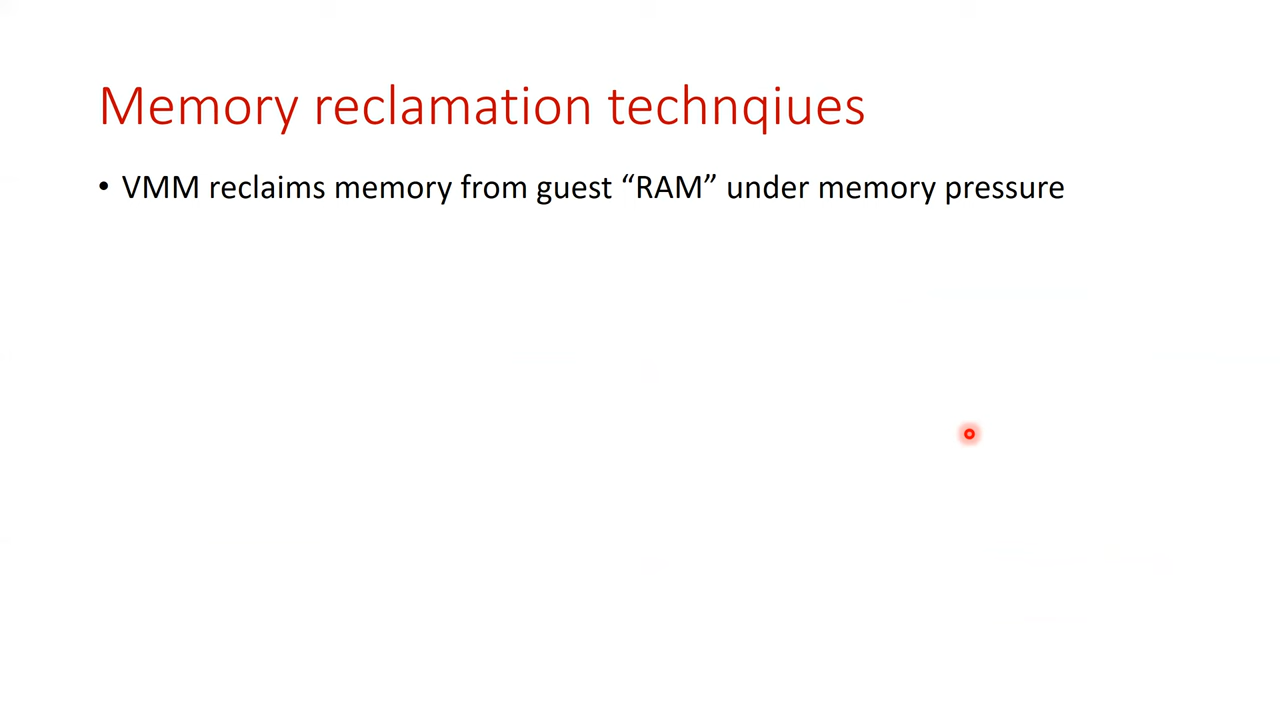 Memory reclamation technqiues
• VMM reclaims memory from guest “RAM” under memory pressure